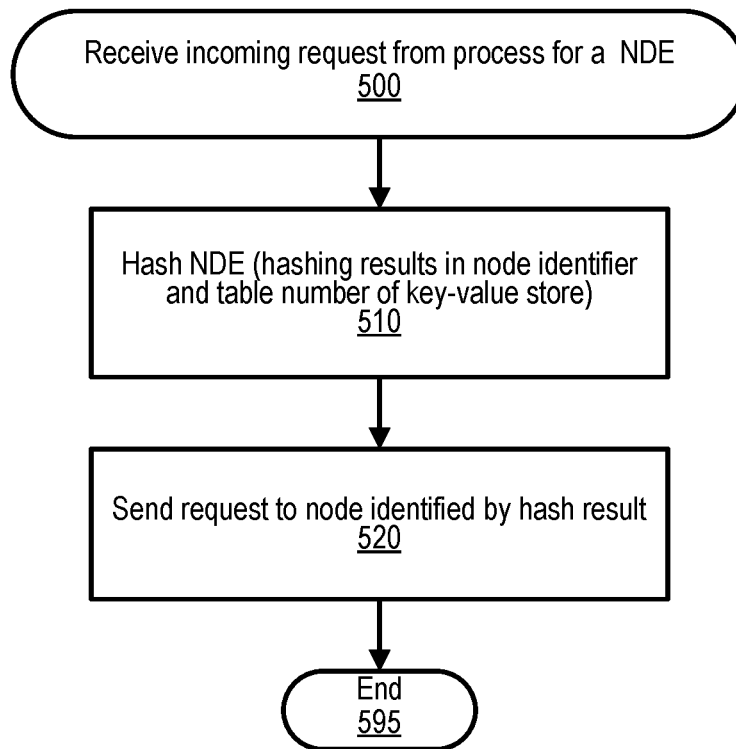 Receive incoming request from process for a NDE
500
Hash NDE (hashing results in node identifier
and table number of key-value store)
510
Send request to node identified by hash result
520
End
595